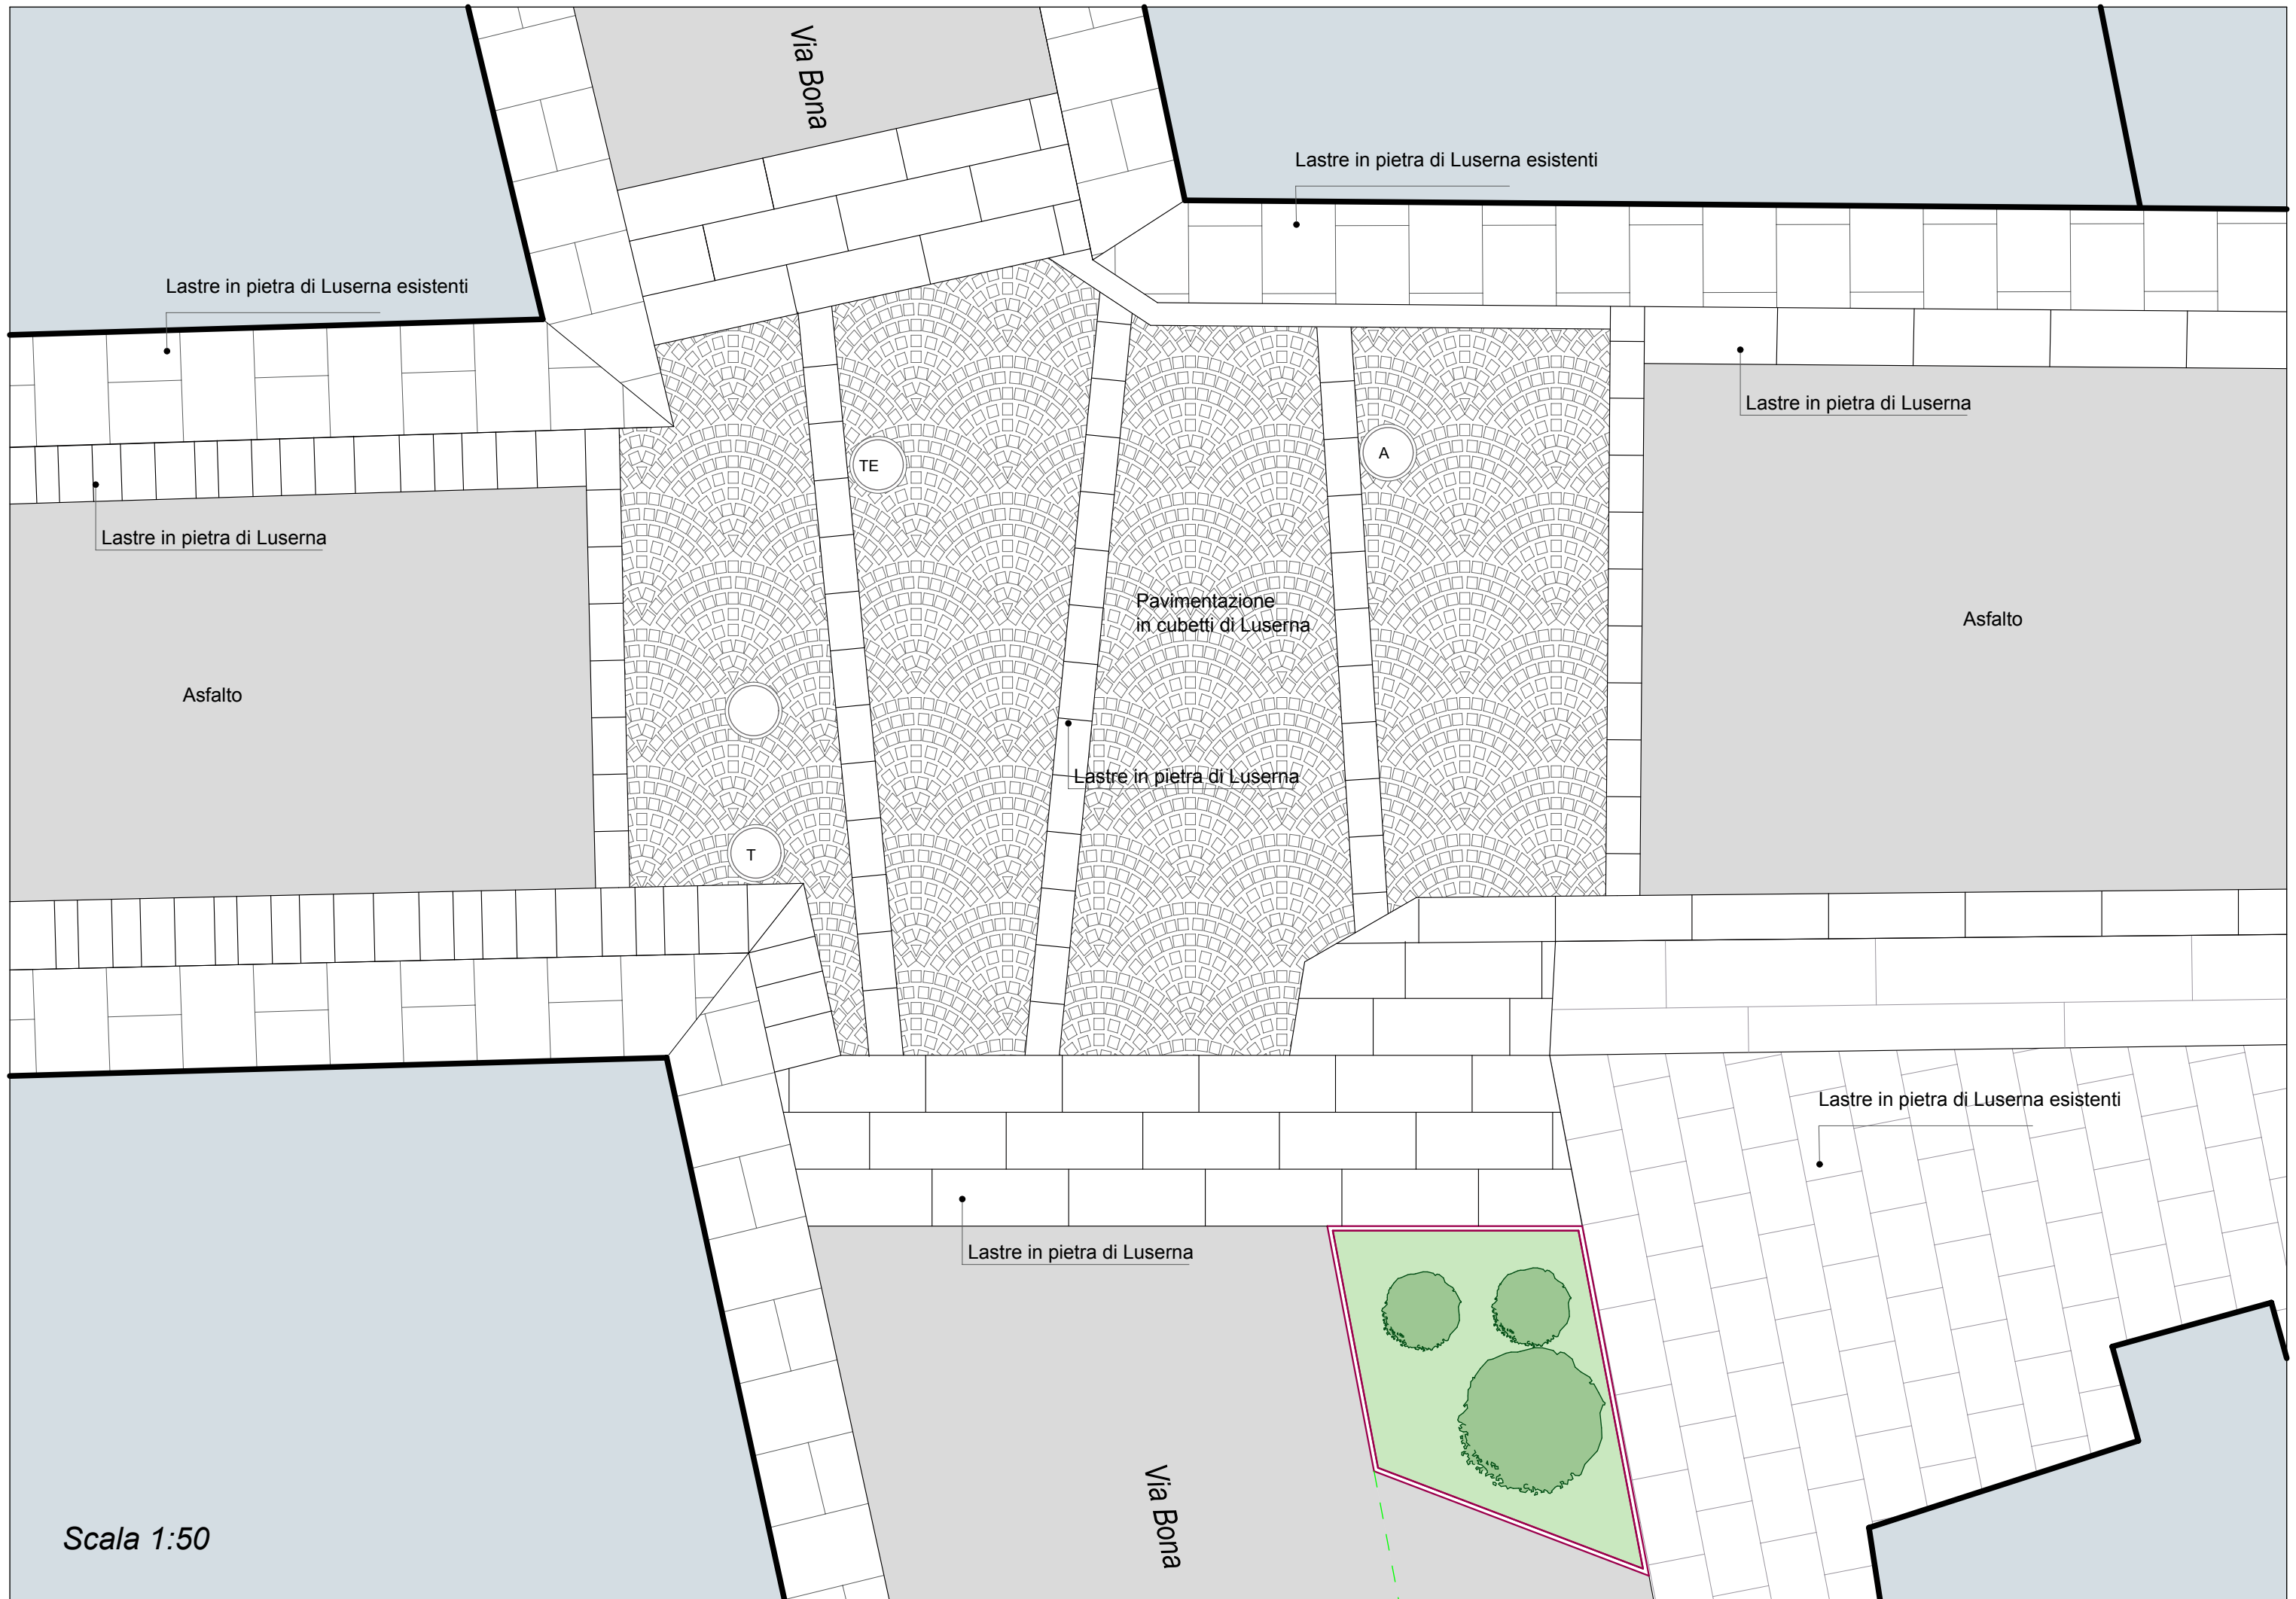 Via Bona
Lastre in pietra di Luserna esistenti
Lastre in pietra di Luserna esistenti
Lastre in pietra di Luserna
TE
A
Lastre in pietra di Luserna
Pavimentazione
in cubetti di Luserna
Asfalto
Asfalto
Lastre in pietra di Luserna
T
Lastre in pietra di Luserna esistenti
Lastre in pietra di Luserna
Via Bona
Scala 1:50